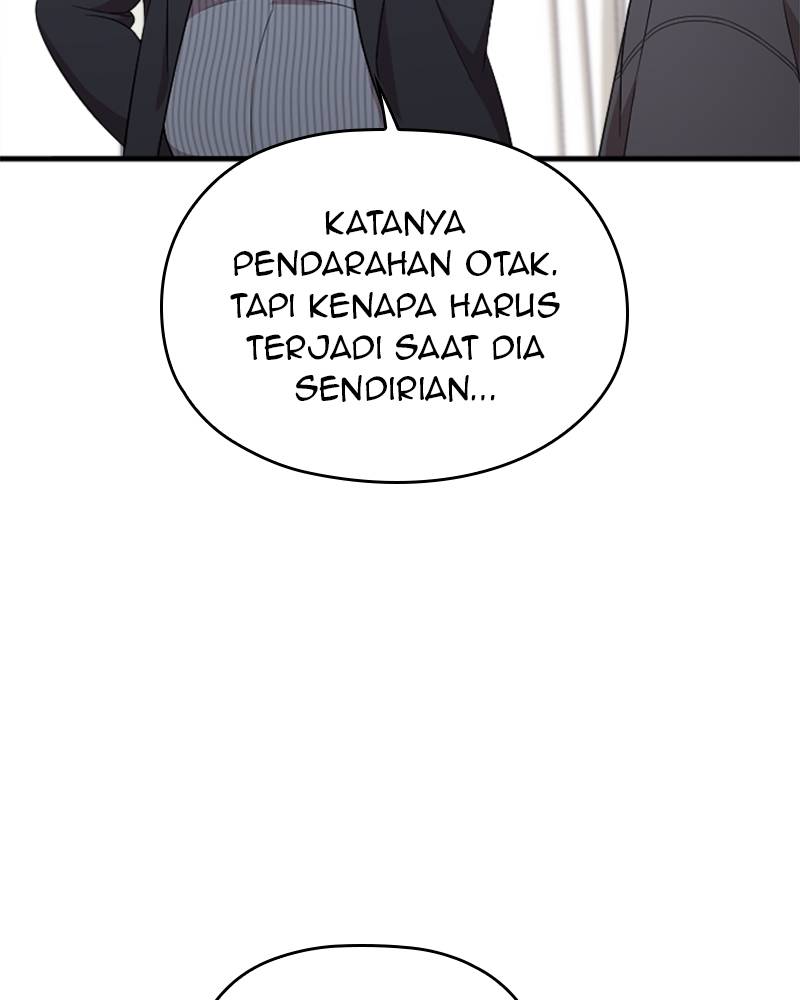 KATANYA
PENDARAHAN OTAK.
TAPI KENAPA HARUS
TERJADI SAAT DIA
SENDIRIAN...